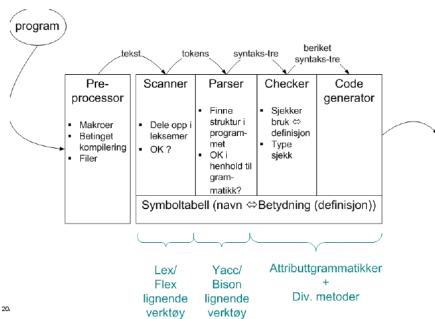 program
tekst
tokens
syntaks-tre
beriket
syntaks-tre
Pre-
processor
▪ Makroer
▪ Betinget
kompilering
▪ Filer
Scanner
▪ Dele opp i
leksemer
▪ OK ?
Parser
▪ Finne
struktur i
program-
met
▪ OK i
henhold til
gram-
matikk?
Checker
▪ Sjekker
bruk ⇔
definisjon
▪ Type
sjekk
Code
generator
Symboltabell (navn ⇔Betydning (definisjon))
Lex/
Flex
lignende
verktøy
Yacc/
Bison
lignende
verktøy
Attributtgrammatikker
+
Div. metoder